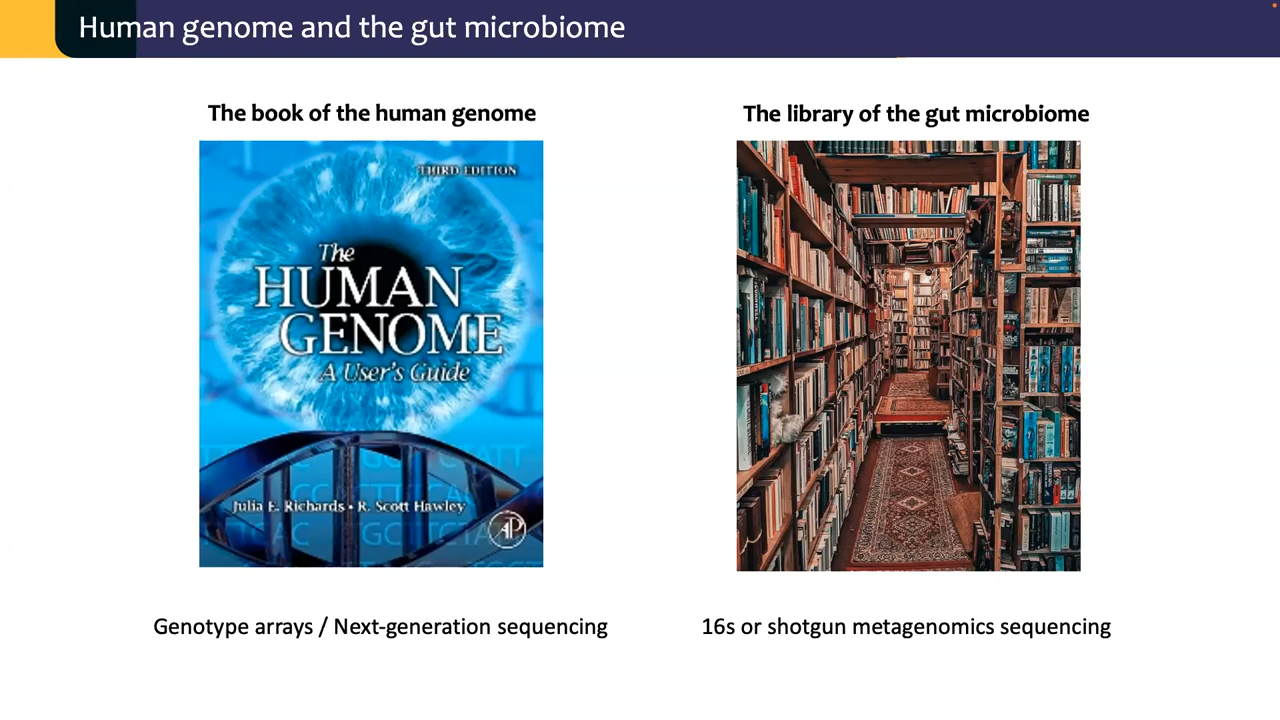 Human genome and the gut microbiome
The book of the human genome
THIRD EDITION
The
HUMAN
GENOME
A User's Guide
Julia E. Richards • R. Scott Hawley
AP
Genotype arrays / Next-generation sequencing
The library of the gut microbiome
16s or shotgun metagenomics sequencing